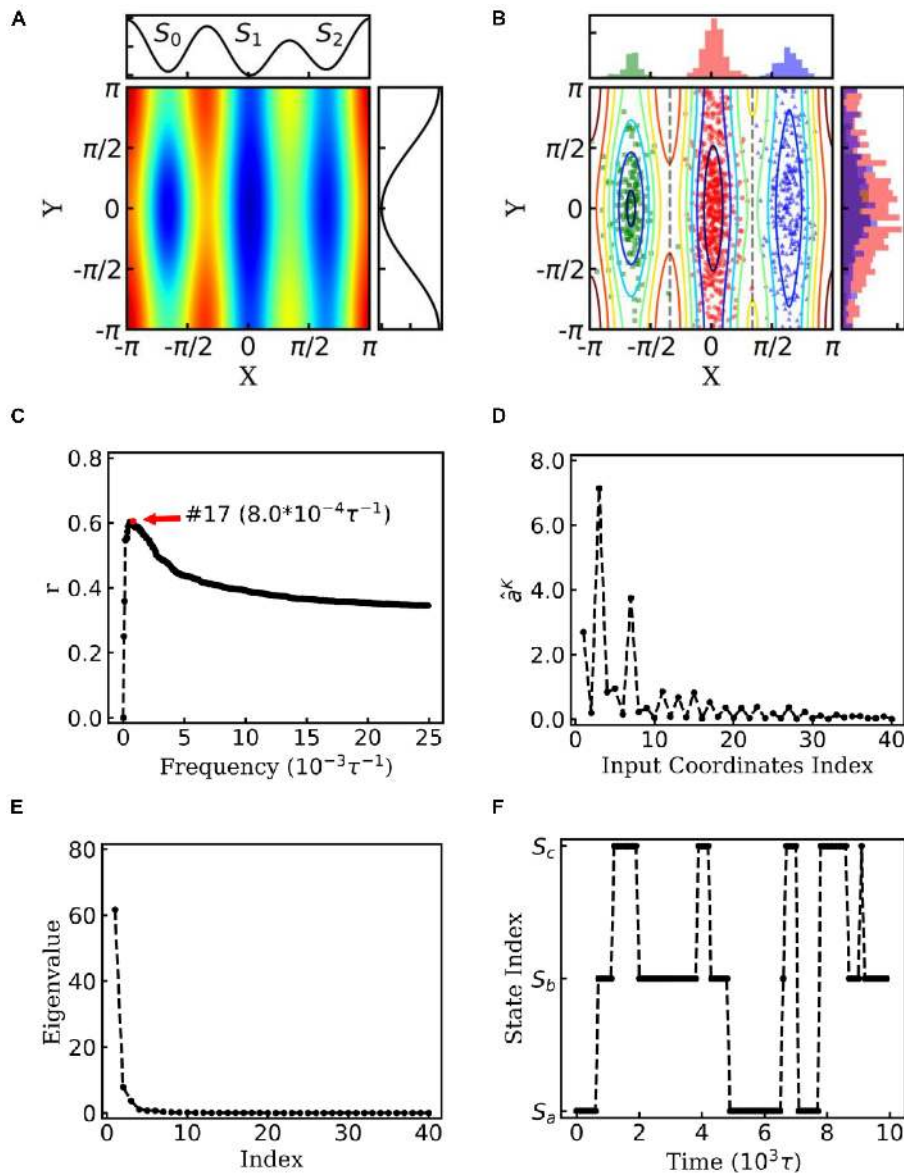 A
S0 S1 S2
π
π/2
0
-π/2
-π
Y
-π -π/2 0 π/2 π
X
B
π
π/2
0
-π/2
-π
Y
-π -π/2 0 π/2 π
X
C
0.8
0.6
0.4
0.2
0.0
r
#17 (8.0*10⁻⁴τ⁻¹)
0 5 10 15 20 25
Frequency (10⁻³τ⁻¹)
D
8.0
6.0
4.0
2.0
0.0
âᴷ
0 10 20 30 40
Input Coordinates Index
E
80
60
40
20
0
Eigenvalue
0 10 20 30 40
Index
F
Sc
Sb
Sa
State Index
0 2 4 6 8 10
Time (10³τ)